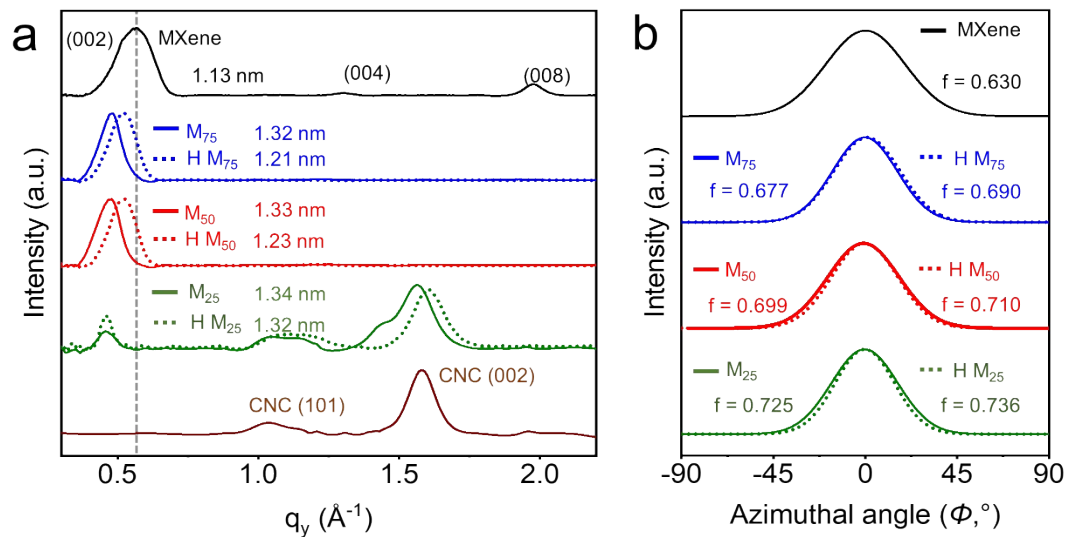 a
Intensity (a.u.)
(002)
MXene
1.13 nm
(004)
(008)
M75 1.32 nm
H M75 1.21 nm
M50 1.33 nm
H M50 1.23 nm
M25 1.34 nm
H M25 1.32 nm
CNC (101)
CNC (002)
0.5 1.0 1.5 2.0
qy (Å-1)
b
Intensity (a.u.)
MXene
f = 0.630
M75 H M75
f = 0.677 f = 0.690
M50 H M50
f = 0.699 f = 0.710
M25 H M25
f = 0.725 f = 0.736
-90 -45 0 45 90
Azimuthal angle (Φ,°)